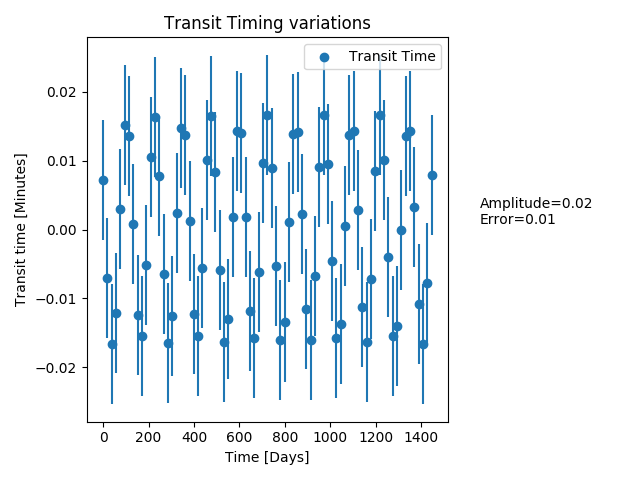 Transit Timing variations
Transit Time
Transit time [Minutes]
0.02
0.01
0.00
−0.01
−0.02
0 200 400 600 800 1000 1200 1400
Time [Days]
Amplitude=0.02
Error=0.01